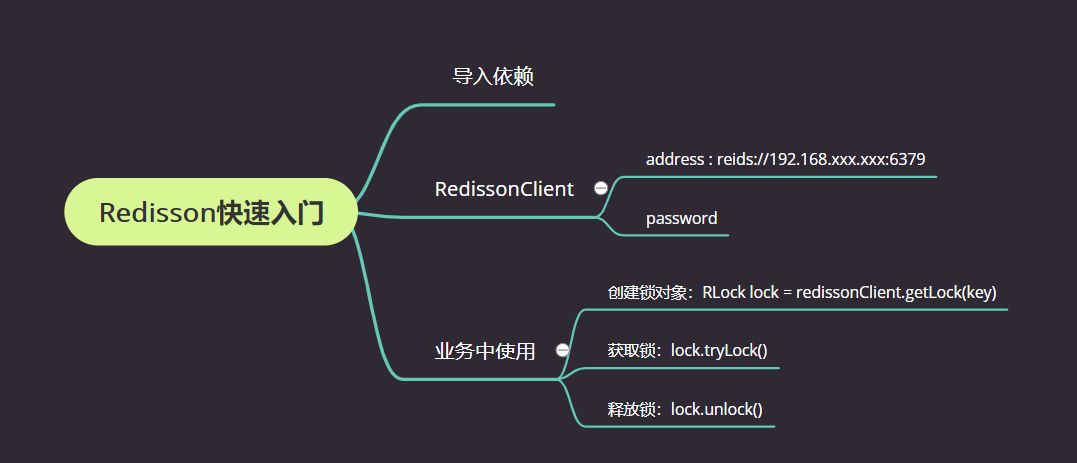 Redisson快速入门
导入依赖
RedissonClient
address : reids://192.168.xxx.xxx:6379
password
业务中使用
创建锁对象：RLock lock = redissonClient.getLock(key)
获取锁：lock.tryLock()
释放锁：lock.unlock()